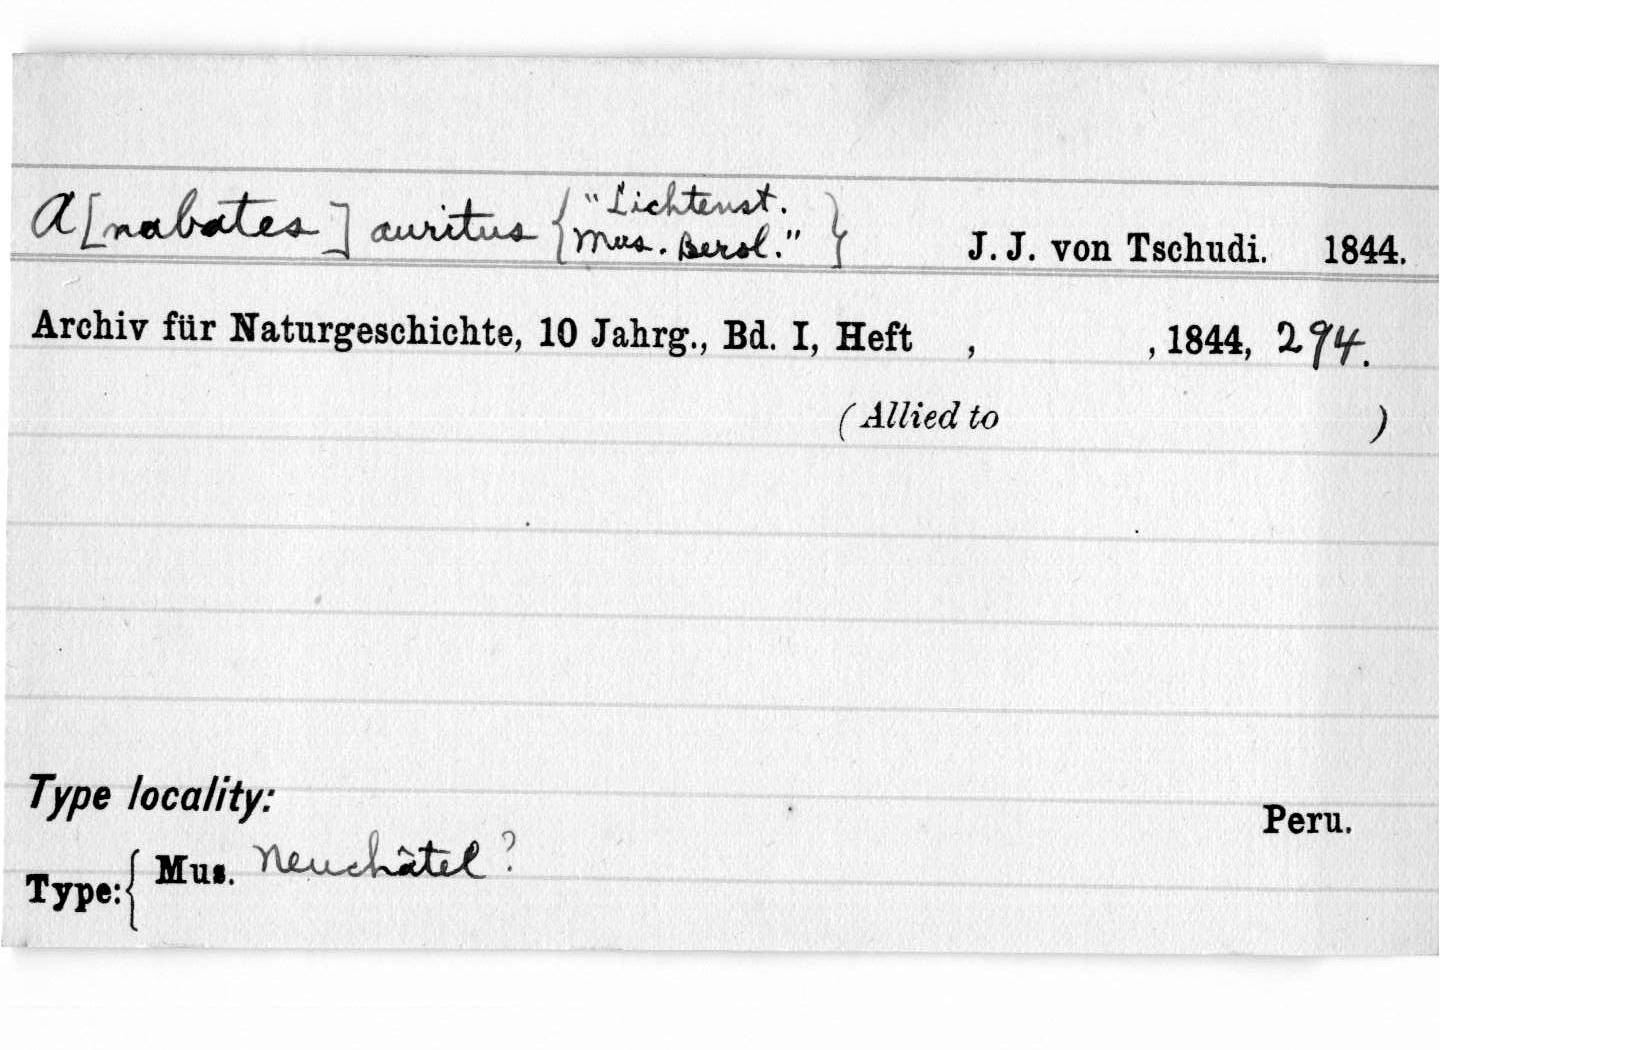 A[nabates] auritus { "Lichtenst. Mus. Berol." } J. J. von Tschudi. 1844.
Archiv für Naturgeschichte, 10 Jahrg., Bd. I, Heft , , 1844, 294.
(Allied to )
Type locality:
Peru.
Type: { Mus. Neuchâtel ?